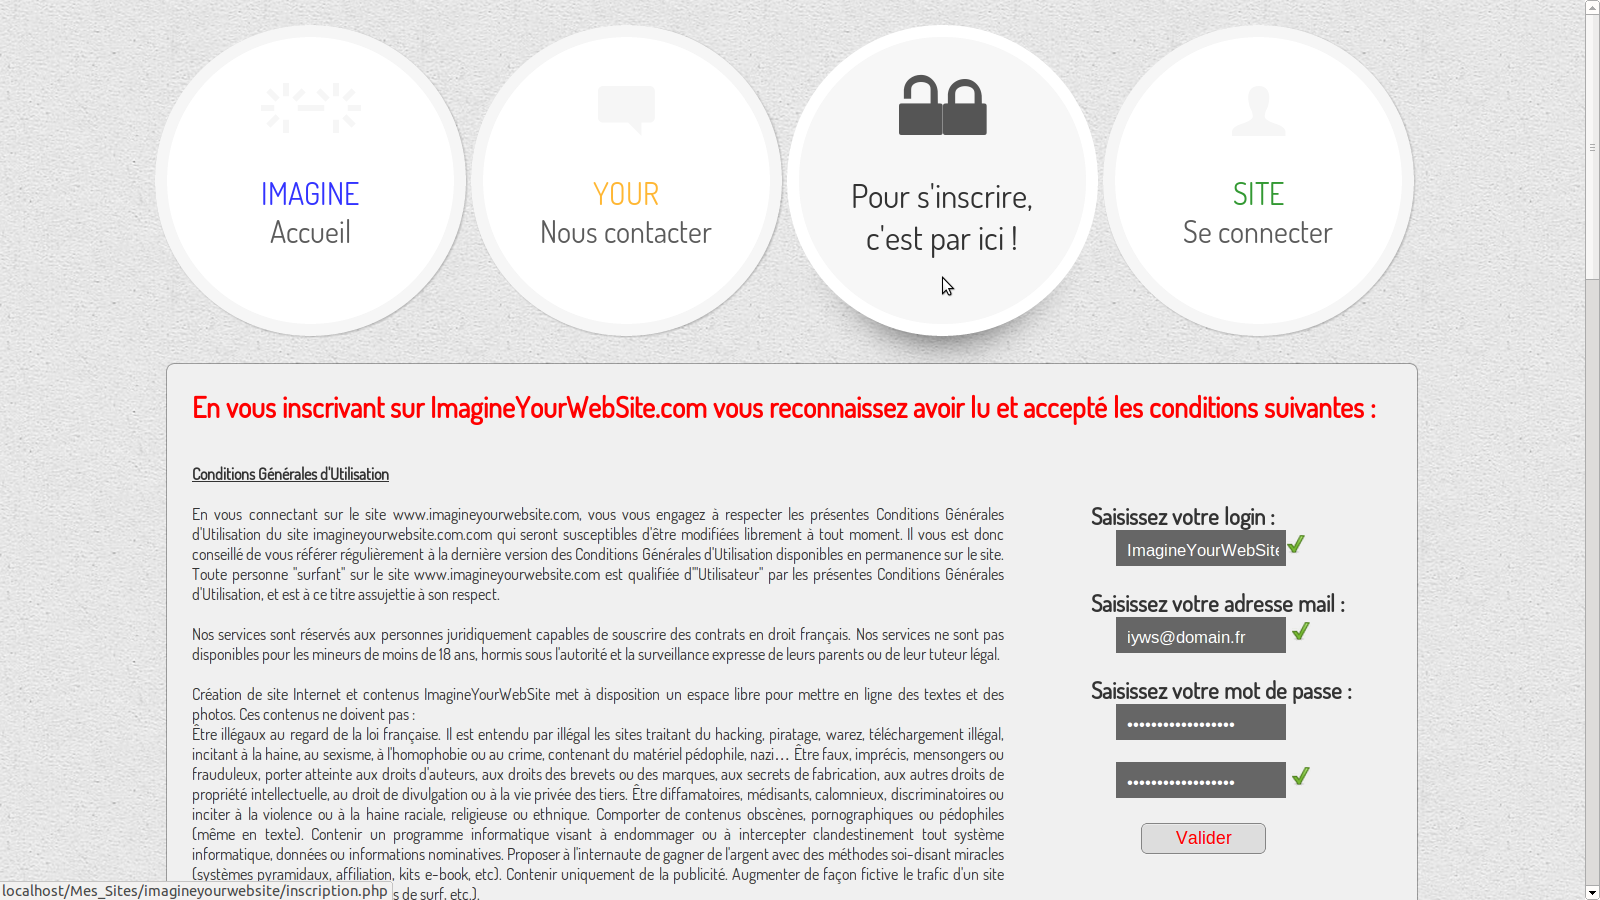 IMAGINE
Accueil
YOUR
Nous contacter
Pour s'inscrire,
c'est par ici !
SITE
Se connecter
En vous inscrivant sur ImagineYourWebSite.com vous reconnaissez avoir lu et accepté les conditions suivantes :
Conditions Générales d'Utilisation
En vous connectant sur le site www.imagineyourwebsite.com, vous vous engagez à respecter les présentes Conditions Générales
d'Utilisation du site imagineyourwebsite.com.com qui seront susceptibles d'être modifiées librement à tout moment. Il vous est donc
conseillé de vous référer régulièrement à la dernière version des Conditions Générales d'Utilisation disponibles en permanence sur le site.
Toute personne "surfant" sur le site www.imagineyourwebsite.com est qualifiée d'"Utilisateur" par les présentes Conditions Générales
d'Utilisation, et est à ce titre assujettie à son respect.
Nos services sont réservés aux personnes juridiquement capables de souscrire des contrats en droit français. Nos services ne sont pas
disponibles pour les mineurs de moins de 18 ans, hormis sous l'autorité et la surveillance expresse de leurs parents ou de leur tuteur légal.
Création de site Internet et contenus ImagineYourWebSite met à disposition un espace libre pour mettre en ligne des textes et des
photos. Ces contenus ne doivent pas :
Être illégaux au regard de la loi française. Il est entendu par illégal les sites traitant du hacking, piratage, warez, téléchargement illégal,
incitant à la haine, au sexisme, à l'homophobie ou au crime, contenant du matériel pédophile, nazi... Être faux, imprécis, mensongers ou
frauduleux, porter atteinte aux droits d'auteurs, aux droits des brevets ou des marques, aux secrets de fabrication, aux autres droits de
propriété intellectuelle, au droit de divulgation ou à la vie privée des tiers. Être diffamatoires, médisants, calomnieux, discriminatoires ou
inciter à la violence ou à la haine raciale, religieuse ou ethnique. Comporter de contenus obscènes, pornographiques ou pédophiles
(même en texte). Contenir un programme informatique visant à endommager ou à intercepter clandestinement tout système
informatique, données ou informations nominatives. Proposer à l'internaute de gagner de l'argent avec des méthodes soi-disant miracles
(systèmes pyramidaux, affiliation, kits e-book, etc). Contenir uniquement de la publicité. Augmenter de façon fictive le trafic d'un site
s de surf, etc.).
Saisissez votre login :
ImagineYourWebSite
Saisissez votre adresse mail :
iyws@domain.fr
Saisissez votre mot de passe :
••••••••••••••••••
••••••••••••••••••
Valider
localhost/Mes_Sites/imagineyourwebsite/inscription.php